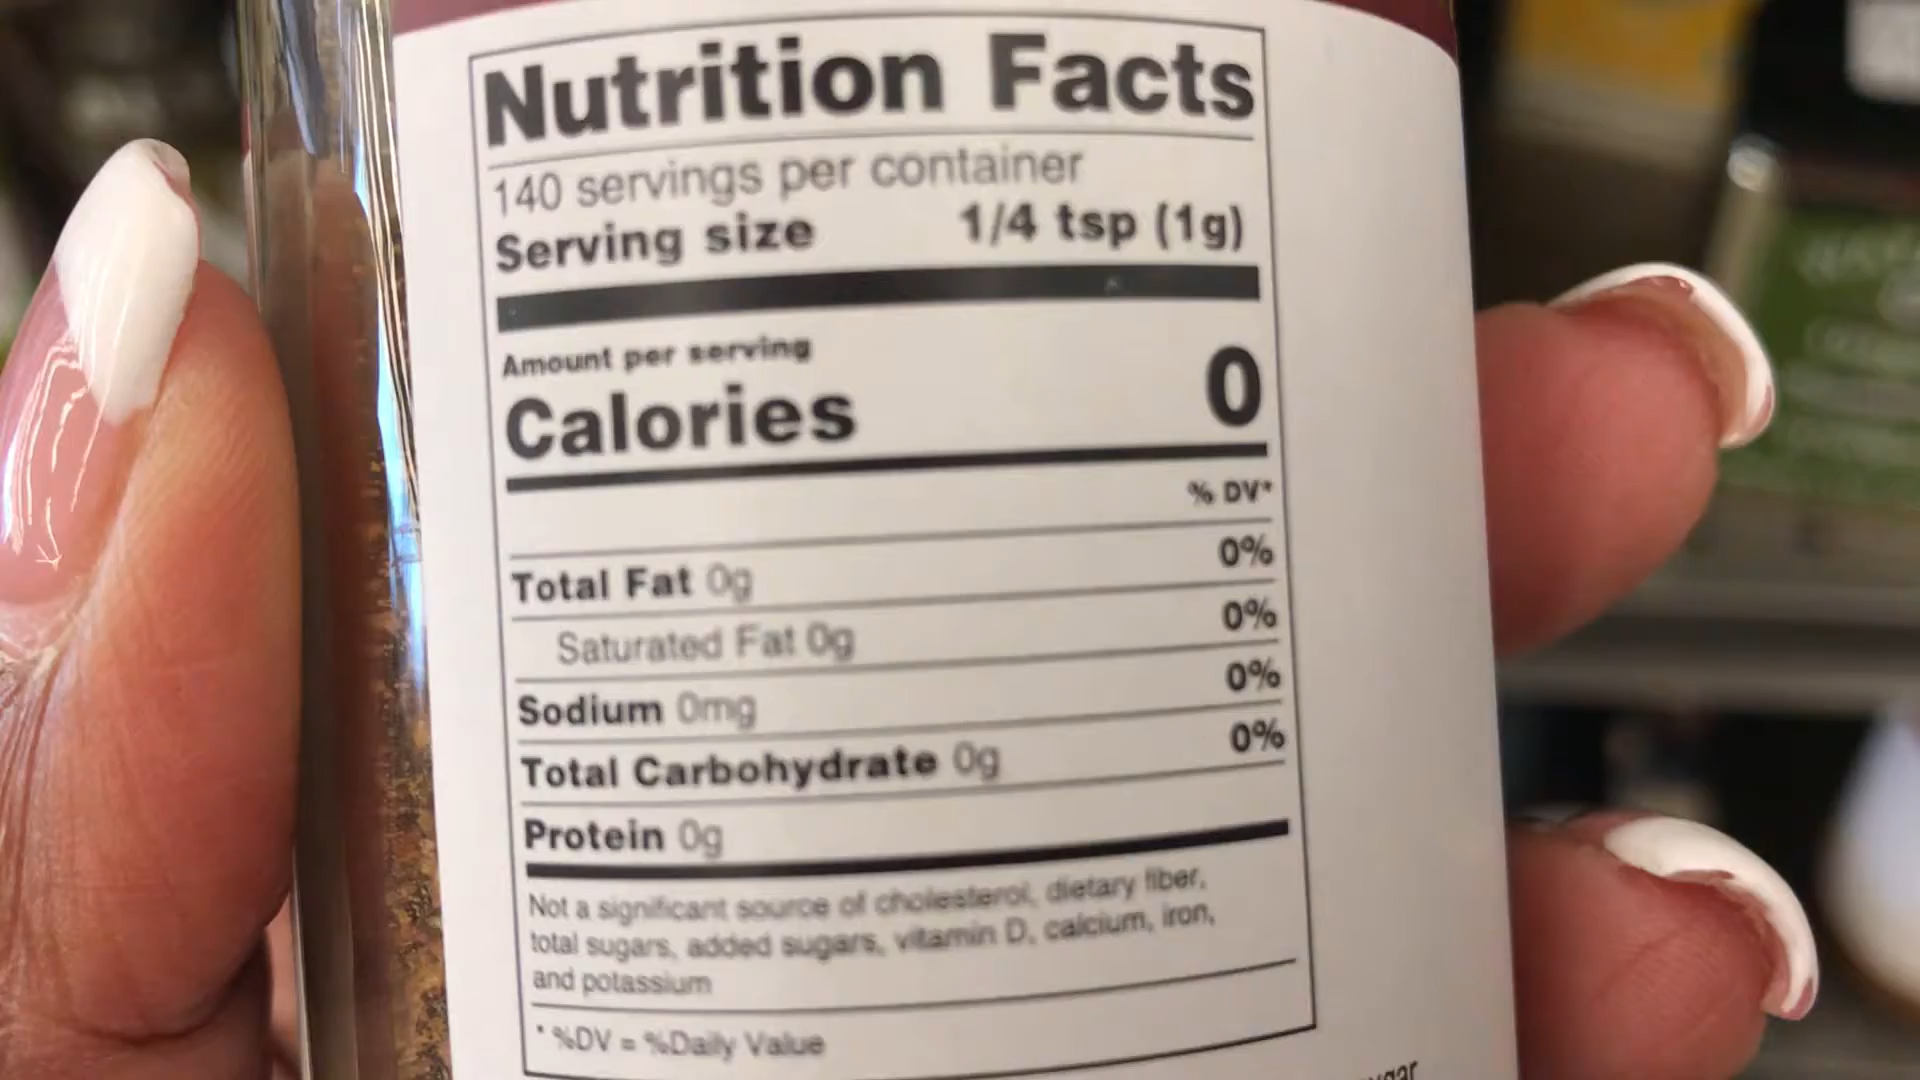 Nutrition Facts
140 servings per container
Serving size 1/4 tsp (1g)
Amount per serving
Calories 0
% DV*
Total Fat 0g 0%
Saturated Fat 0g 0%
Sodium 0mg 0%
Total Carbohydrate 0g 0%
Protein 0g
Not a significant source of cholesterol, dietary fiber,
total sugars, added sugars, vitamin D, calcium, iron,
and potassium
* %DV = %Daily Value